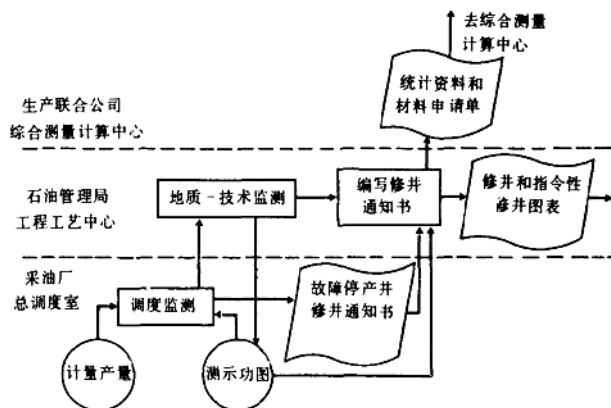 去综合测量
计算中心
统计资料和
材料申请单
生产联合公司
综合测量计算中心
石油管理局
工程工艺中心
地质-技术监测
编写修井
通知书
修井和指令性
修井图表
采油厂
总调度室
调度监测
故障停产井
修井通知书
计量产量
测示功图